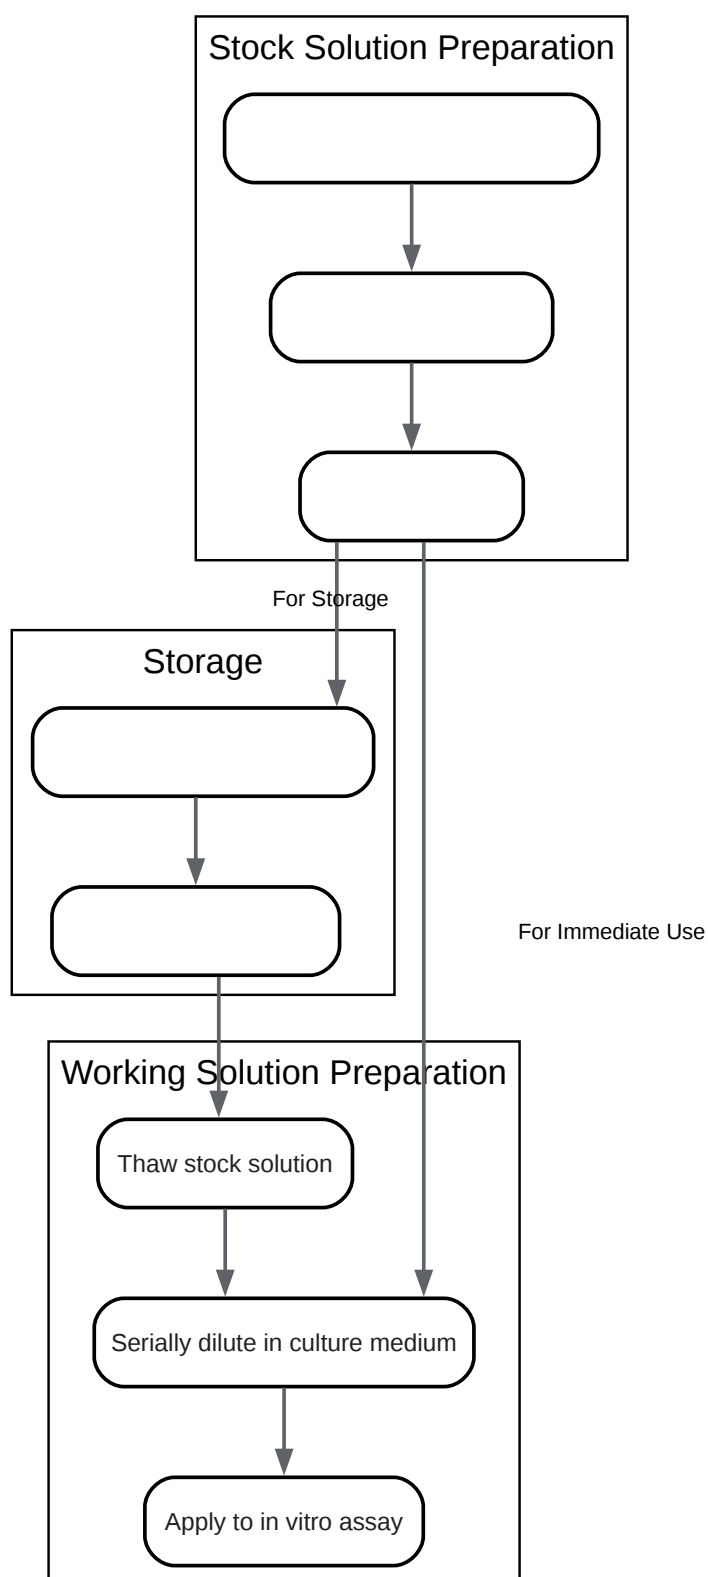 Stock Solution Preparation
For Storage
Storage
For Immediate Use
Working Solution Preparation
Thaw stock solution
Serially dilute in culture medium
Apply to in vitro assay